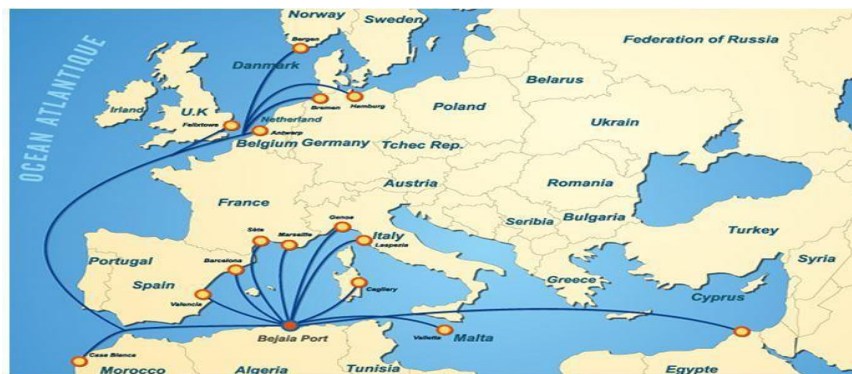 Norway
Sweden
Bergen
Federation of Russia
Danmark
OCEAN ATLANTIQUE
Belarus
Irland
U.K
Bremen
Hamburg
Poland
Felixtowe
Netherland
Antwerp
Ukrain
Belgium
Germany
Tchec Rep.
Austria
Romania
France
Genoa
Sète
Marseille
Italy
Laspezia
Seribia
Bulgaria
Turkey
Portugal
Barcelona
Spain
Valencia
Cagliary
Greece
Syria
Cyprus
Bejaia Port
Valletta
Malta
Casa Blanca
Morocco
Algeria
Tunisia
Egypte